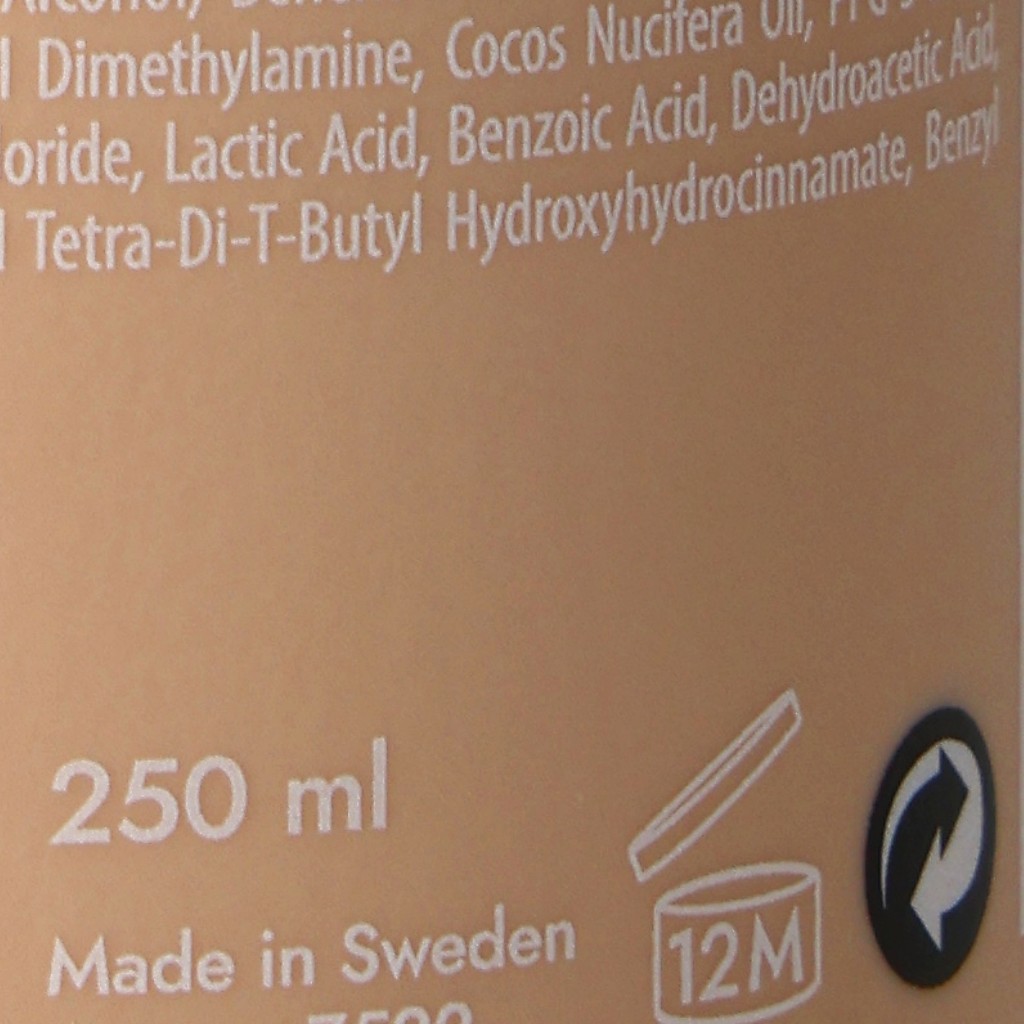 Alcohol,
Dimethylamine, Cocos Nucifera Oil,
Lactic Acid, Benzoic Acid, Dehydroacetic Acid,
Tetra-Di-T-Butyl Hydroxyhydrocinnamate, Benzyl
250 ml
12M
Made in Sweden